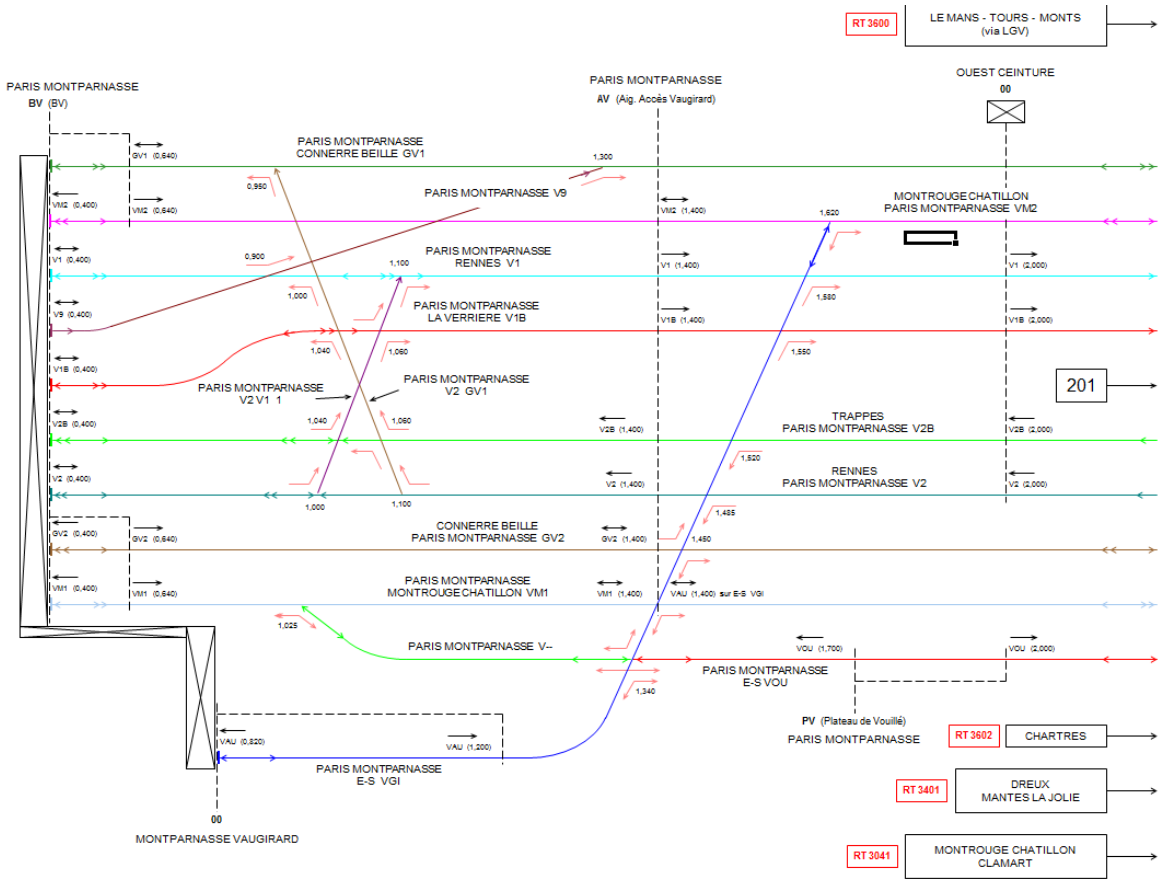 RT 3600
LE MANS - TOURS - MONTS
(via LGV)
PARIS MONTPARNASSE
BV (BV)
PARIS MONTPARNASSE
AV (Aig. Accès Vaugirard)
OUEST CEINTURE
00
PARIS MONTPARNASSE
CONNERRE BEILLE GV1
GV1 (0,640)
1,300
0,950
PARIS MONTPARNASSE V9
MONTROUGE CHATILLON
PARIS MONTPARNASSE VM2
VM2 (0,400)
VM2 (0,640)
VM2 (1,400)
1,620
PARIS MONTPARNASSE
RENNES V1
V1 (0,400)
0,900
1,100
V1 (1,400)
V1 (2,000)
1,000
1,580
PARIS MONTPARNASSE
LA VERRIERE V1B
V9 (0,400)
V1B (1,400)
V1B (2,000)
1,040
1,060
1,550
V1B (0,400)
PARIS MONTPARNASSE
V2 V1 1
PARIS MONTPARNASSE
V2 GV1
201
TRAPPES
PARIS MONTPARNASSE V2B
V2B (0,400)
1,040
1,060
V2B (1,400)
V2B (2,000)
1,520
RENNES
PARIS MONTPARNASSE V2
V2 (0,400)
V2 (1,400)
V2 (2,000)
1,000
1,100
1,485
CONNERRE BEILLE
PARIS MONTPARNASSE GV2
GV2 (0,400)
GV2 (0,640)
GV2 (1,400)
1,450
PARIS MONTPARNASSE
MONTROUGE CHATILLON VM1
VM1 (0,400)
VM1 (0,640)
VM1 (1,400)
VAU (1,400) sur E-S VGI
1,025
PARIS MONTPARNASSE V--
VOU (1,700)
VOU (2,000)
PARIS MONTPARNASSE
E-S VOU
1,340
PV (Plateau de Vouillé)
PARIS MONTPARNASSE
VAU (0,820)
VAU (1,200)
PARIS MONTPARNASSE
E-S VGI
RT 3602
CHARTRES
RT 3401
DREUX
MANTES LA JOLIE
00
MONTPARNASSE VAUGIRARD
RT 3041
MONTROUGE CHATILLON
CLAMART